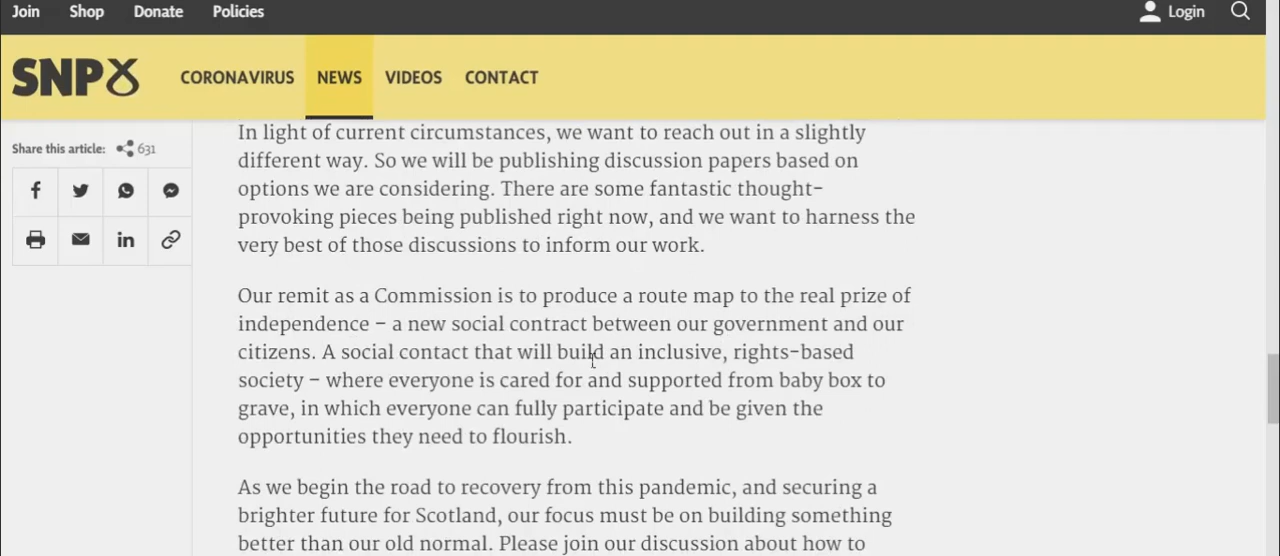 Join Shop Donate Policies Login
SNP CORONAVIRUS NEWS VIDEOS CONTACT
Share this article: 631
In light of current circumstances, we want to reach out in a slightly
different way. So we will be publishing discussion papers based on
options we are considering. There are some fantastic thought-
provoking pieces being published right now, and we want to harness the
very best of those discussions to inform our work.
Our remit as a Commission is to produce a route map to the real prize of
independence – a new social contract between our government and our
citizens. A social contact that will build an inclusive, rights-based
society – where everyone is cared for and supported from baby box to
grave, in which everyone can fully participate and be given the
opportunities they need to flourish.
As we begin the road to recovery from this pandemic, and securing a
brighter future for Scotland, our focus must be on building something
better than our old normal. Please join our discussion about how to